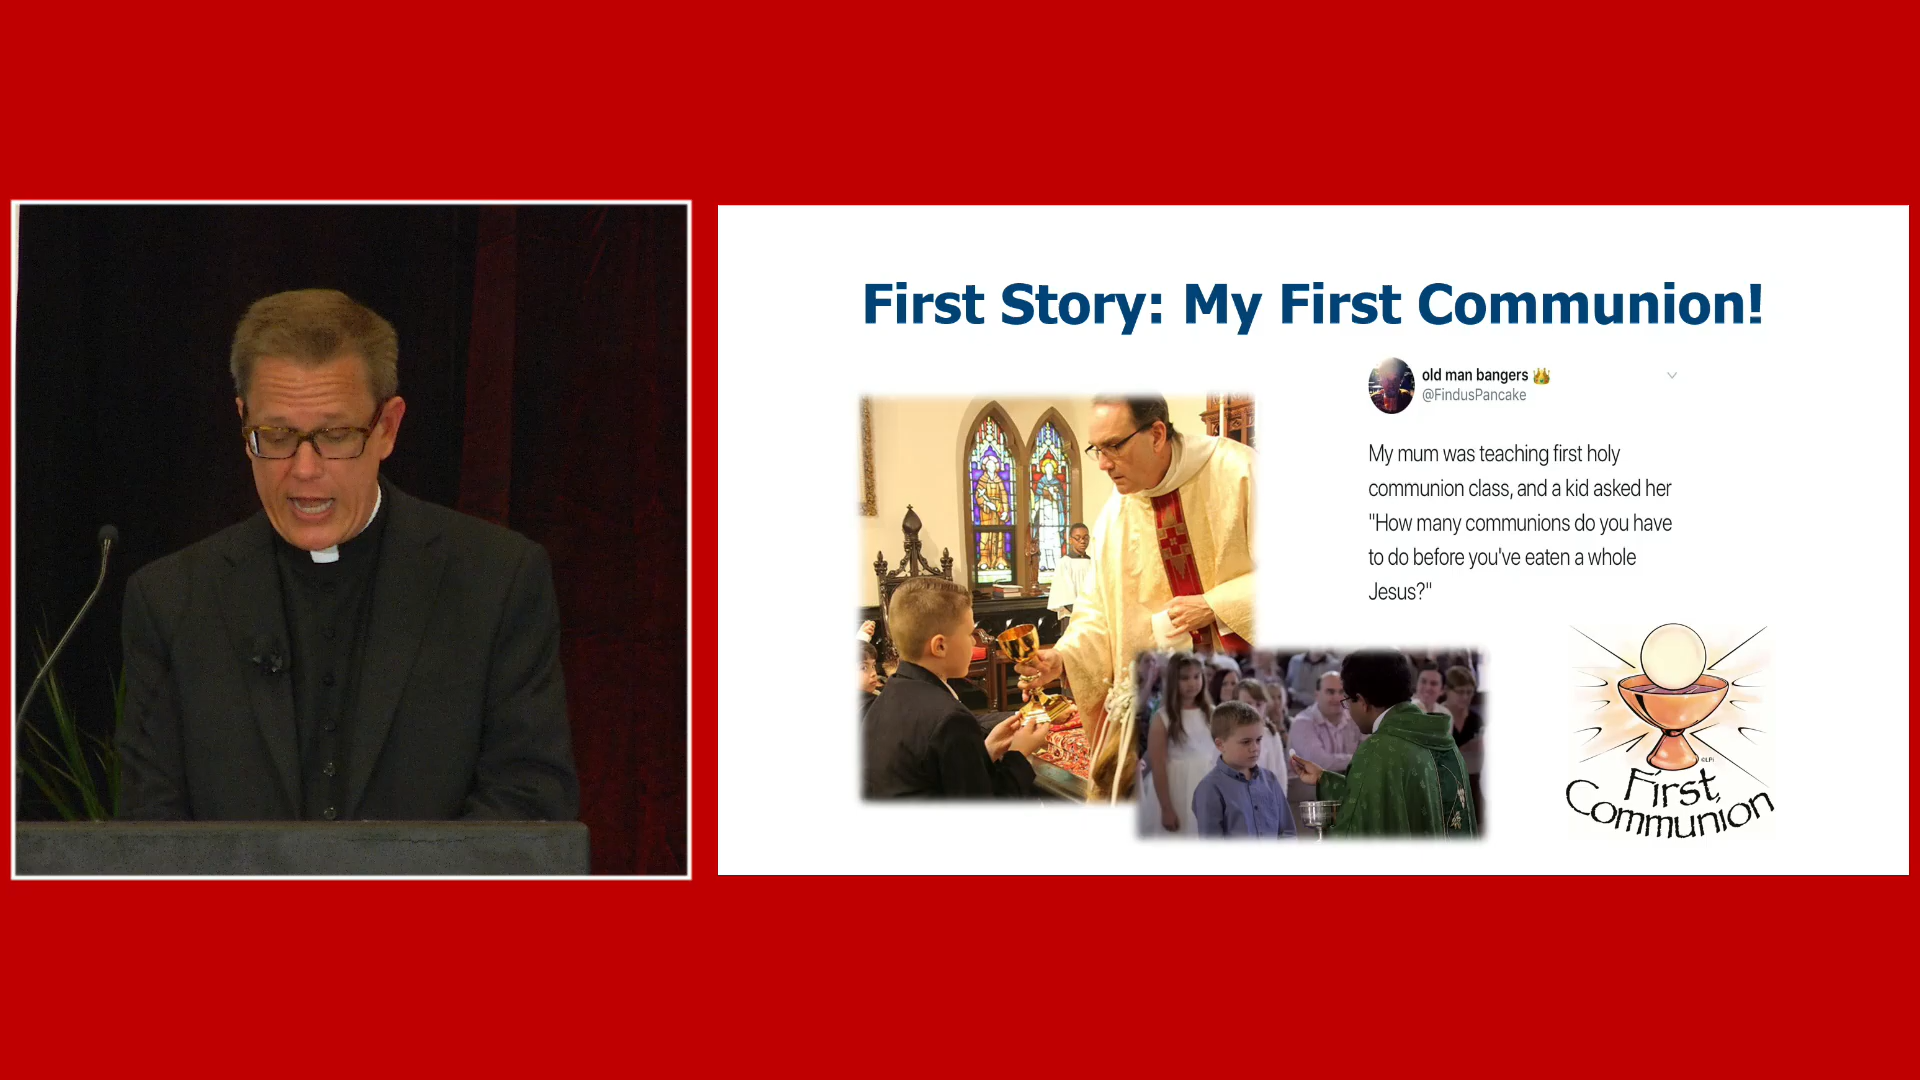 First Story: My First Communion!
old man bangers
@FindusPancake
My mum was teaching first holy
communion class, and a kid asked her
"How many communions do you have
to do before you've eaten a whole
Jesus?"
©LPi
First
Communion